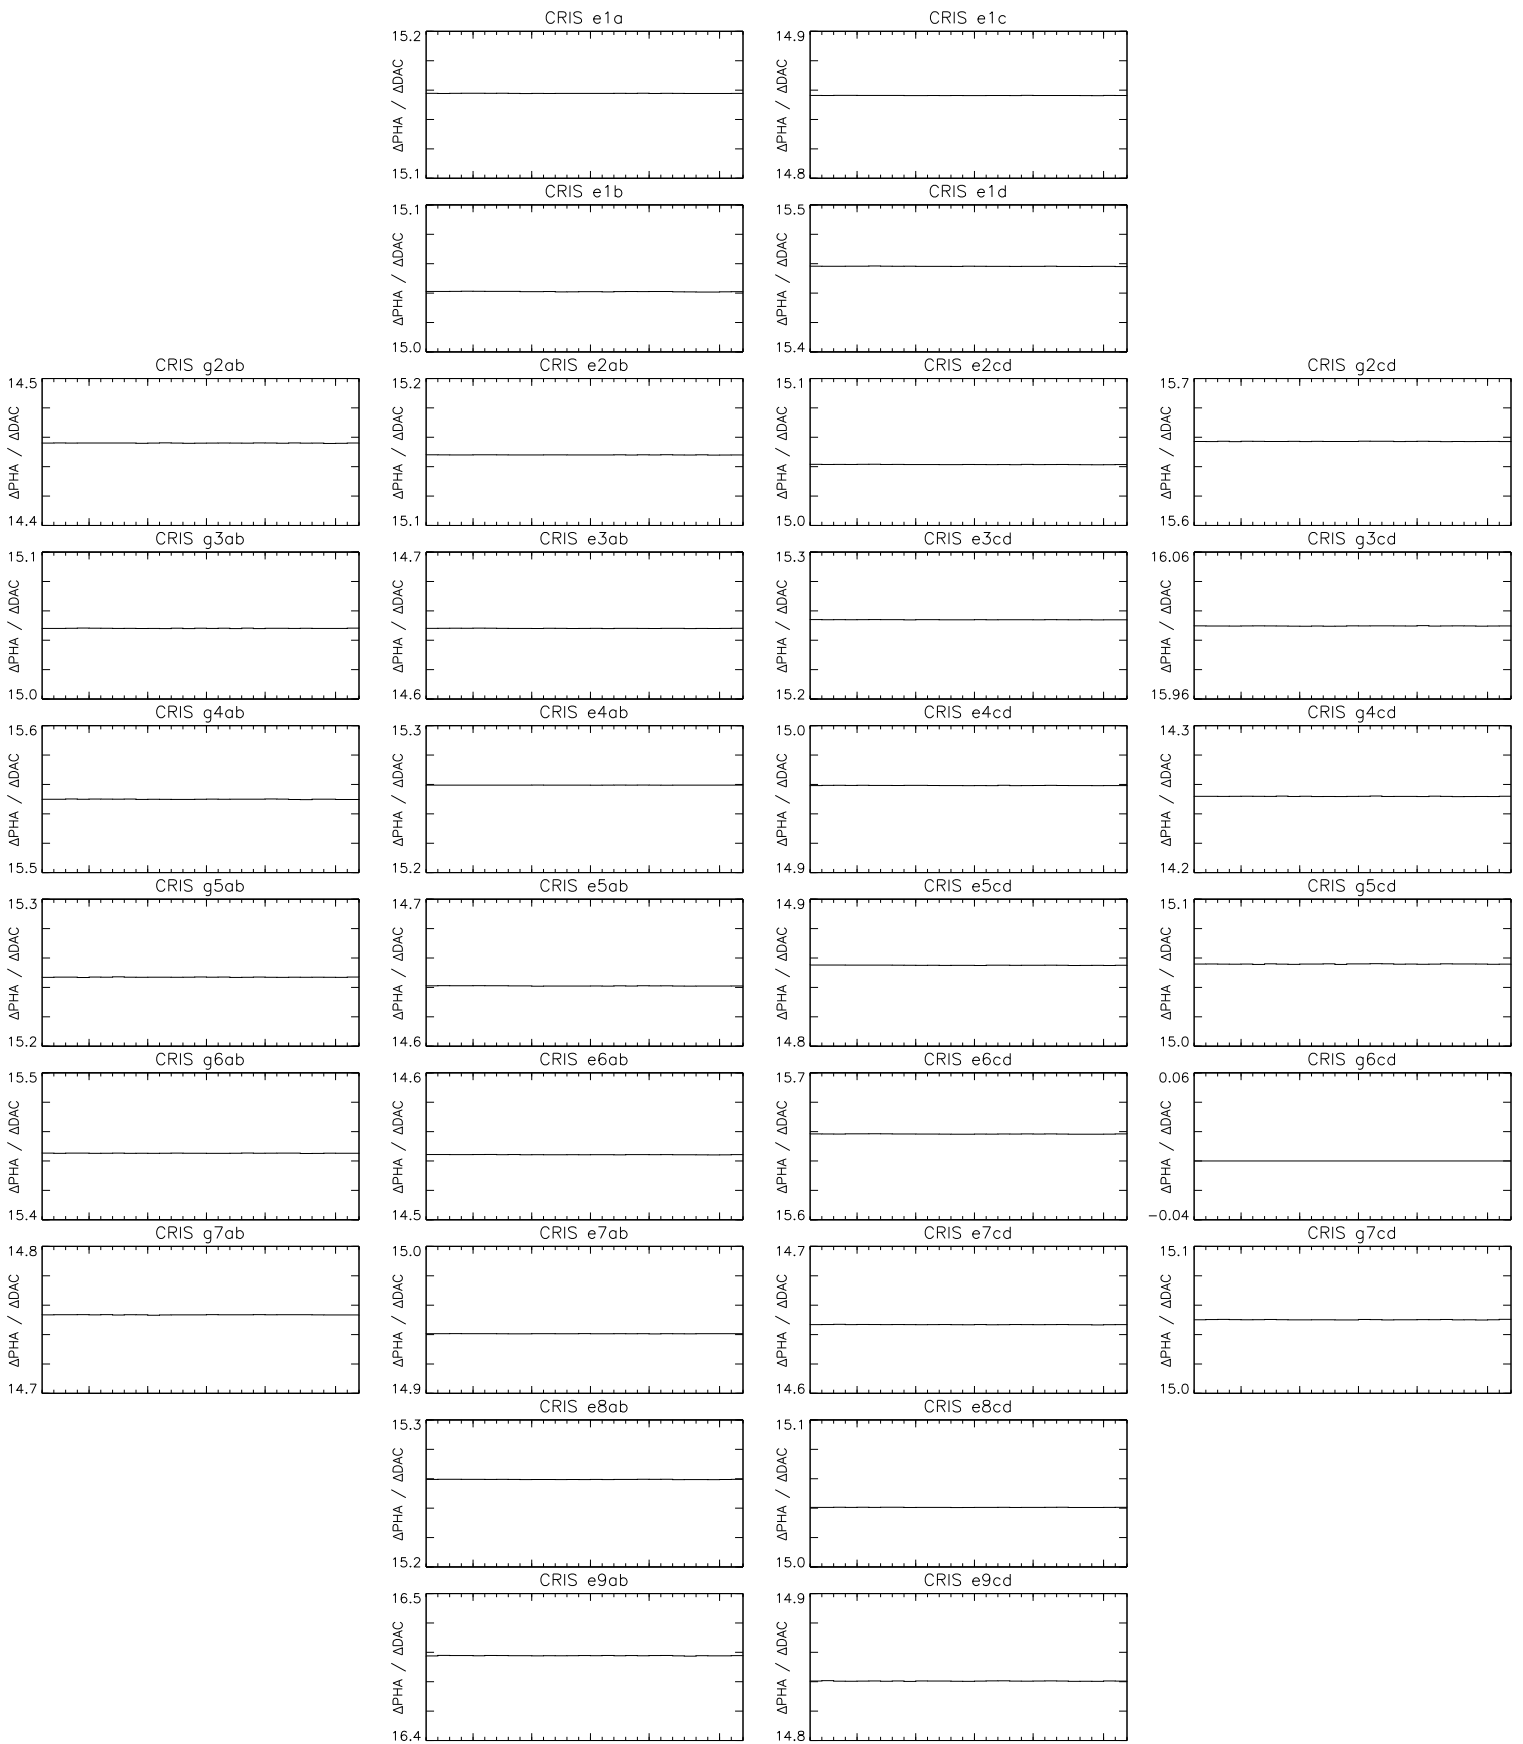 CRIS e1a
15.2
ΔPHA / ΔDAC
15.1
CRIS e1c
14.9
ΔPHA / ΔDAC
14.8
CRIS e1b
15.1
ΔPHA / ΔDAC
15.0
CRIS e1d
15.5
ΔPHA / ΔDAC
15.4
CRIS g2ab
14.5
ΔPHA / ΔDAC
14.4
CRIS e2ab
15.2
ΔPHA / ΔDAC
15.1
CRIS e2cd
15.1
ΔPHA / ΔDAC
15.0
CRIS g2cd
15.7
ΔPHA / ΔDAC
15.6
CRIS g3ab
15.1
ΔPHA / ΔDAC
15.0
CRIS e3ab
14.7
ΔPHA / ΔDAC
14.6
CRIS e3cd
15.3
ΔPHA / ΔDAC
15.2
CRIS g3cd
16.06
ΔPHA / ΔDAC
15.96
CRIS g4ab
15.6
ΔPHA / ΔDAC
15.5
CRIS e4ab
15.3
ΔPHA / ΔDAC
15.2
CRIS e4cd
15.0
ΔPHA / ΔDAC
14.9
CRIS g4cd
14.3
ΔPHA / ΔDAC
14.2
CRIS g5ab
15.3
ΔPHA / ΔDAC
15.2
CRIS e5ab
14.7
ΔPHA / ΔDAC
14.6
CRIS e5cd
14.9
ΔPHA / ΔDAC
14.8
CRIS g5cd
15.1
ΔPHA / ΔDAC
15.0
CRIS g6ab
15.5
ΔPHA / ΔDAC
15.4
CRIS e6ab
14.6
ΔPHA / ΔDAC
14.5
CRIS e6cd
15.7
ΔPHA / ΔDAC
15.6
CRIS g6cd
0.06
ΔPHA / ΔDAC
−0.04
CRIS g7ab
14.8
ΔPHA / ΔDAC
14.7
CRIS e7ab
15.0
ΔPHA / ΔDAC
14.9
CRIS e7cd
14.7
ΔPHA / ΔDAC
14.6
CRIS g7cd
15.1
ΔPHA / ΔDAC
15.0
CRIS e8ab
15.3
ΔPHA / ΔDAC
15.2
CRIS e8cd
15.1
ΔPHA / ΔDAC
15.0
CRIS e9ab
16.5
ΔPHA / ΔDAC
16.4
CRIS e9cd
14.9
ΔPHA / ΔDAC
14.8